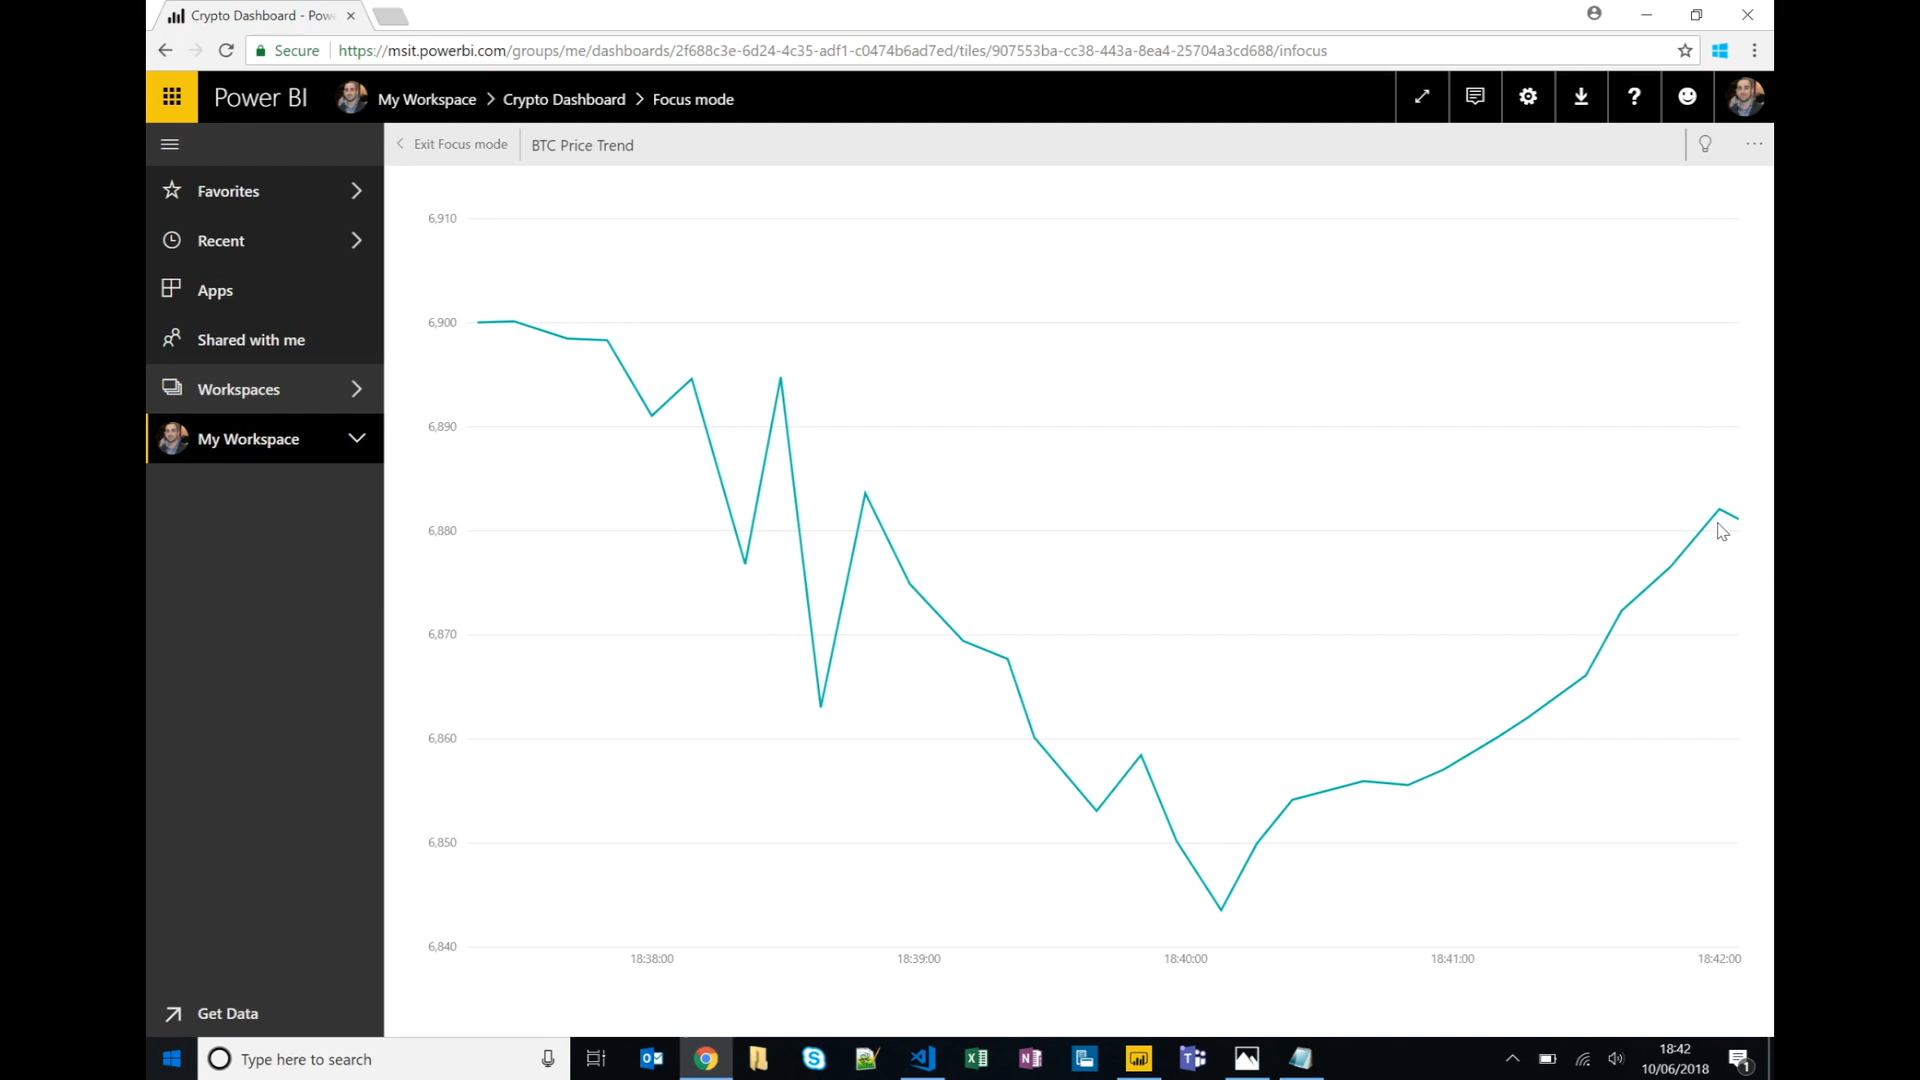 Crypto Dashboard - Pow
Secure
https://msit.powerbi.com/groups/me/dashboards/2f688c3e-6d24-4c35-adf1-c0474b6ad7ed/tiles/907553ba-cc38-443a-8ea4-25704a3cd688/infocus
Power BI
My Workspace > Crypto Dashboard > Focus mode
Exit Focus mode
BTC Price Trend
Favorites
Recent
Apps
Shared with me
Workspaces
My Workspace
Get Data
6,910
6,900
6,890
6,880
6,870
6,860
6,850
6,840
18:38:00
18:39:00
18:40:00
18:41:00
18:42:00
Type here to search
18:42
10/06/2018
1